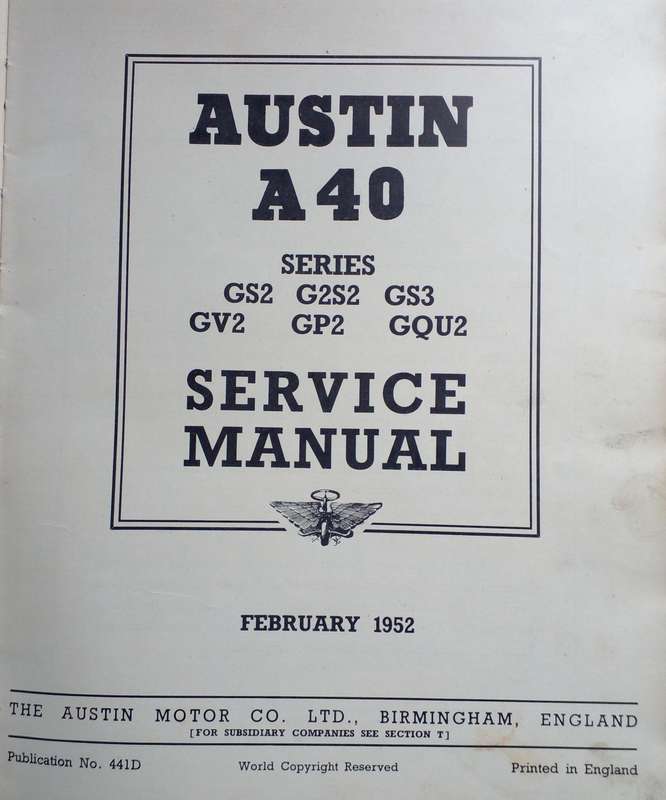 AUSTIN
A40
SERIES
GS2 G2S2 GS3
GV2 GP2 GQU2
SERVICE
MANUAL
FEBRUARY 1952
THE AUSTIN MOTOR CO. LTD., BIRMINGHAM, ENGLAND
[FOR SUBSIDIARY COMPANIES SEE SECTION T]
Publication No. 441D World Copyright Reserved Printed in England